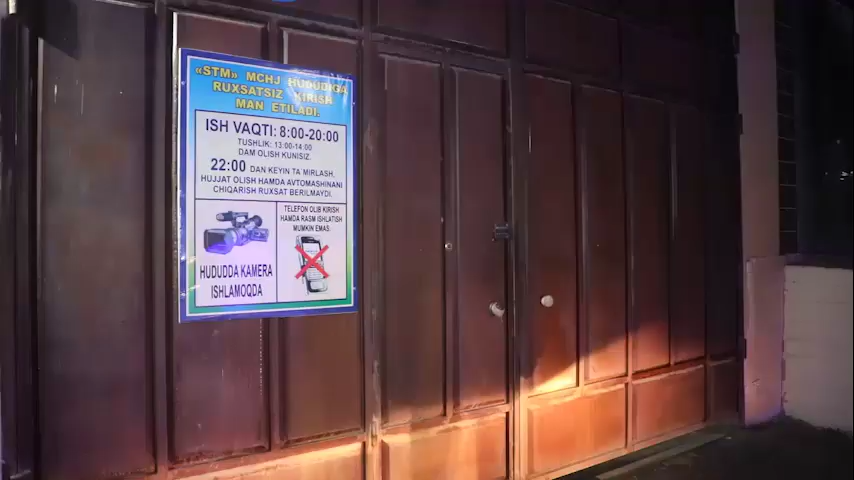 «STM» MCHJ HUDUDIGA
RUXSATSIZ KIRISH
MAN ETILADI.
ISH VAQTI: 8:00-20:00
TUSHLIK: 13:00-14:00
DAM OLISH KUNISIZ.
22:00 DAN KEYIN TA MIRLASH,
HUJJAT OLISH HAMDA AVTOMASHINANI
CHIQARISH RUXSAT BERILMAYDI.
HUDUDDA KAMERA
ISHLAMOQDA
TELEFON OLIB KIRISH
HAMDA RASM ISHLATISH
MUMKIN EMAS.